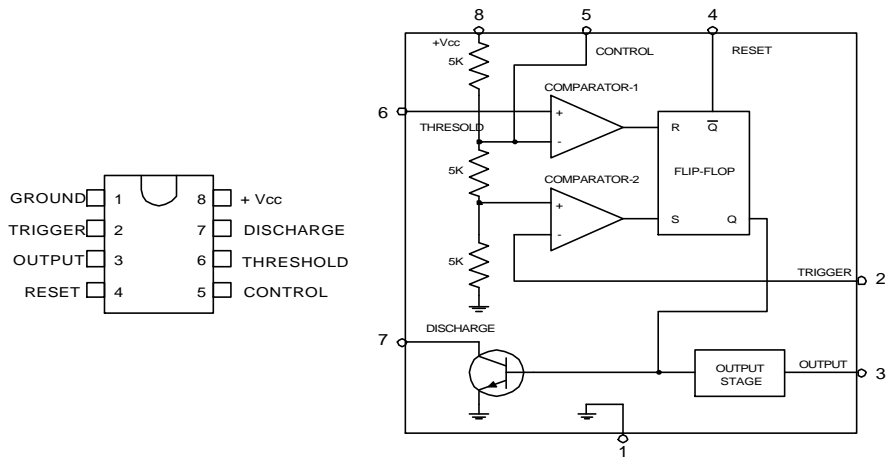 GROUND 1 8 + Vcc
TRIGGER 2 7 DISCHARGE
OUTPUT 3 6 THRESHOLD
RESET 4 5 CONTROL
8 5 4
+Vcc
CONTROL RESET
5K
COMPARATOR-1
6
+
THRESOLD
-
R Q
5K
FLIP-FLOP
COMPARATOR-2
+
S Q
-
5K
TRIGGER
2
DISCHARGE
7
OUTPUT
OUTPUT
STAGE
3
1